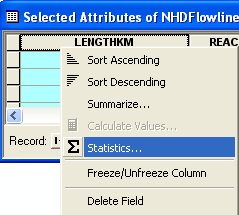 Selected Attributes of NHDFlowline
LENGTHKM REAC
Sort Ascending
Sort Descending
Summarize...
Calculate Values...
Record:
Σ Statistics...
Freeze/Unfreeze Column
Delete Field